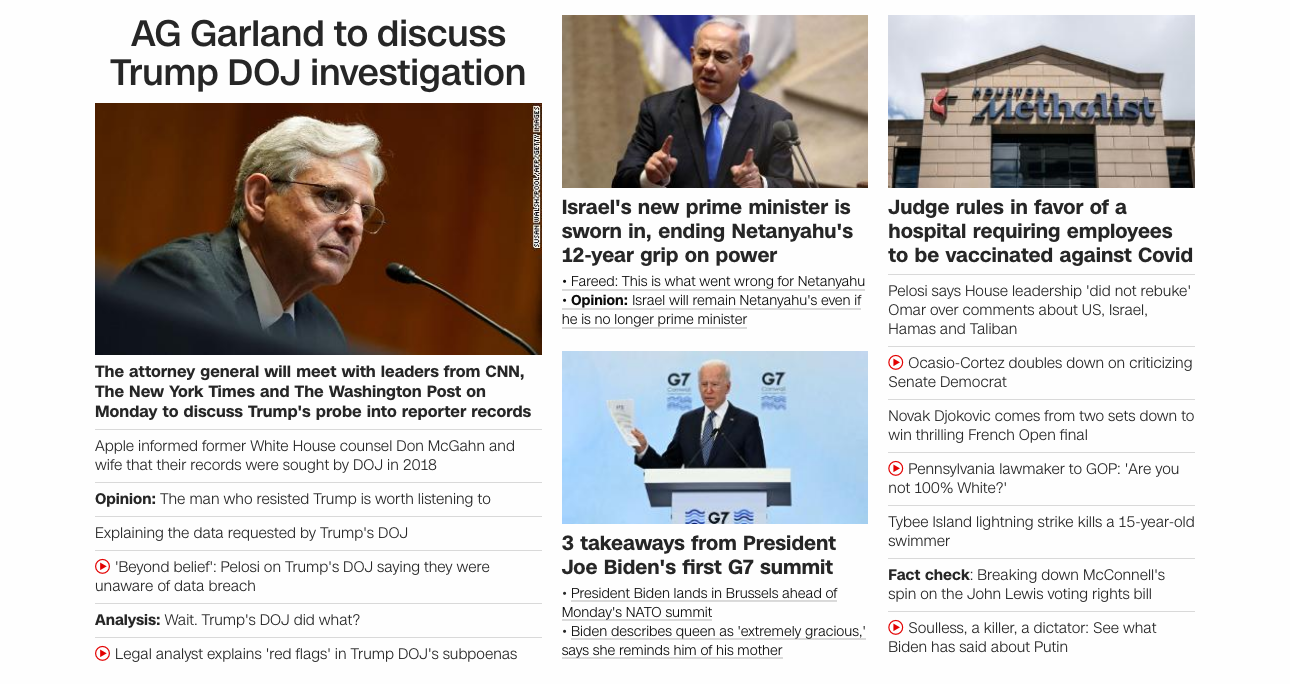 AG Garland to discuss
Trump DOJ investigation
SUSAN WALSH/POOL/AFP/GETTY IMAGES
The attorney general will meet with leaders from CNN,
The New York Times and The Washington Post on
Monday to discuss Trump's probe into reporter records
Apple informed former White House counsel Don McGahn and
wife that their records were sought by DOJ in 2018
Opinion: The man who resisted Trump is worth listening to
Explaining the data requested by Trump's DOJ
'Beyond belief': Pelosi on Trump's DOJ saying they were
unaware of data breach
Analysis: Wait. Trump's DOJ did what?
Legal analyst explains 'red flags' in Trump DOJ's subpoenas
Israel's new prime minister is
sworn in, ending Netanyahu's
12-year grip on power
• Fareed: This is what went wrong for Netanyahu
• Opinion: Israel will remain Netanyahu's even if
he is no longer prime minister
G7
Cornwall
G7
Cornwall
G7
3 takeaways from President
Joe Biden's first G7 summit
• President Biden lands in Brussels ahead of
Monday's NATO summit
• Biden describes queen as 'extremely gracious,'
says she reminds him of his mother
HOUSTON
Methodist
Judge rules in favor of a
hospital requiring employees
to be vaccinated against Covid
Pelosi says House leadership 'did not rebuke'
Omar over comments about US, Israel,
Hamas and Taliban
Ocasio-Cortez doubles down on criticizing
Senate Democrat
Novak Djokovic comes from two sets down to
win thrilling French Open final
Pennsylvania lawmaker to GOP: 'Are you
not 100% White?'
Tybee Island lightning strike kills a 15-year-old
swimmer
Fact check: Breaking down McConnell's
spin on the John Lewis voting rights bill
Soulless, a killer, a dictator: See what
Biden has said about Putin